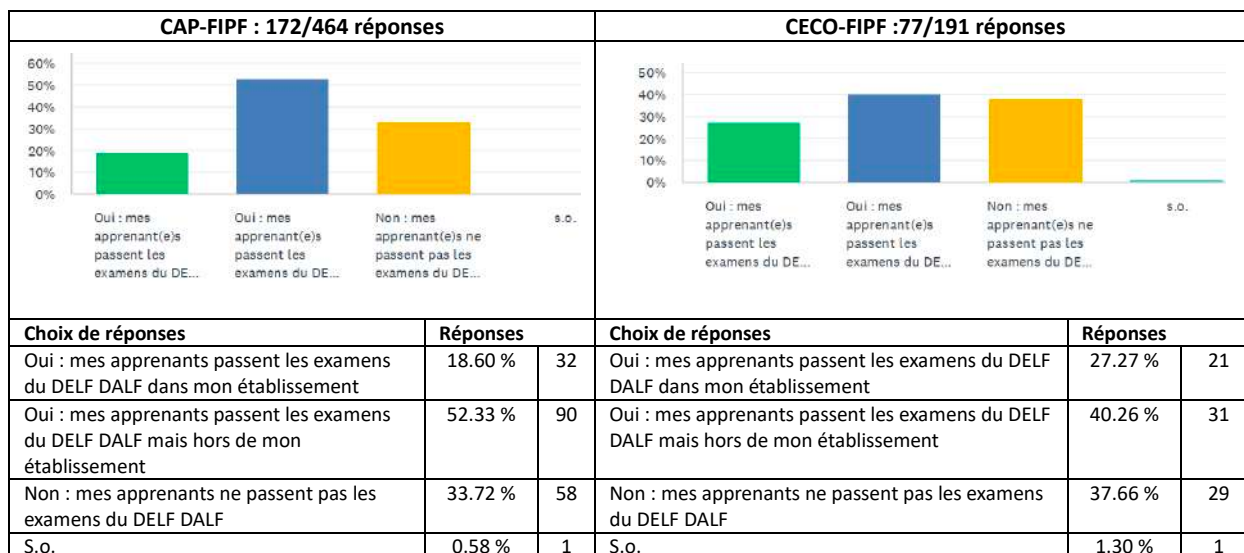 CAP-FIPF : 172/464 réponses
CECO-FIPF :77/191 réponses
60%
50%
40%
30%
20%
10%
0%
Oui : mes
apprenant(e)s
passent les
examens du DE...
Oui : mes
apprenant(e)s
passent les
examens du DE...
Non : mes
apprenant(e)s ne
passent pas les
examens du DE...
s.o.
50%
40%
30%
20%
10%
0%
Oui : mes
apprenant(e)s
passent les
examens du DE...
Oui : mes
apprenant(e)s
passent les
examens du DE...
Non : mes
apprenant(e)s ne
passent pas les
examens du DE...
s.o.
Choix de réponses Réponses
Oui : mes apprenants passent les examens
du DELF DALF dans mon établissement
18.60 % 32
Oui : mes apprenants passent les examens
du DELF DALF mais hors de mon
établissement
52.33 % 90
Non : mes apprenants ne passent pas les
examens du DELF DALF
33.72 % 58
S.o. 0.58 % 1
Choix de réponses Réponses
Oui : mes apprenants passent les examens du DELF
DALF dans mon établissement
27.27 % 21
Oui : mes apprenants passent les examens du DELF
DALF mais hors de mon établissement
40.26 % 31
Non : mes apprenants ne passent pas les examens
du DELF DALF
37.66 % 29
S.o. 1.30 % 1